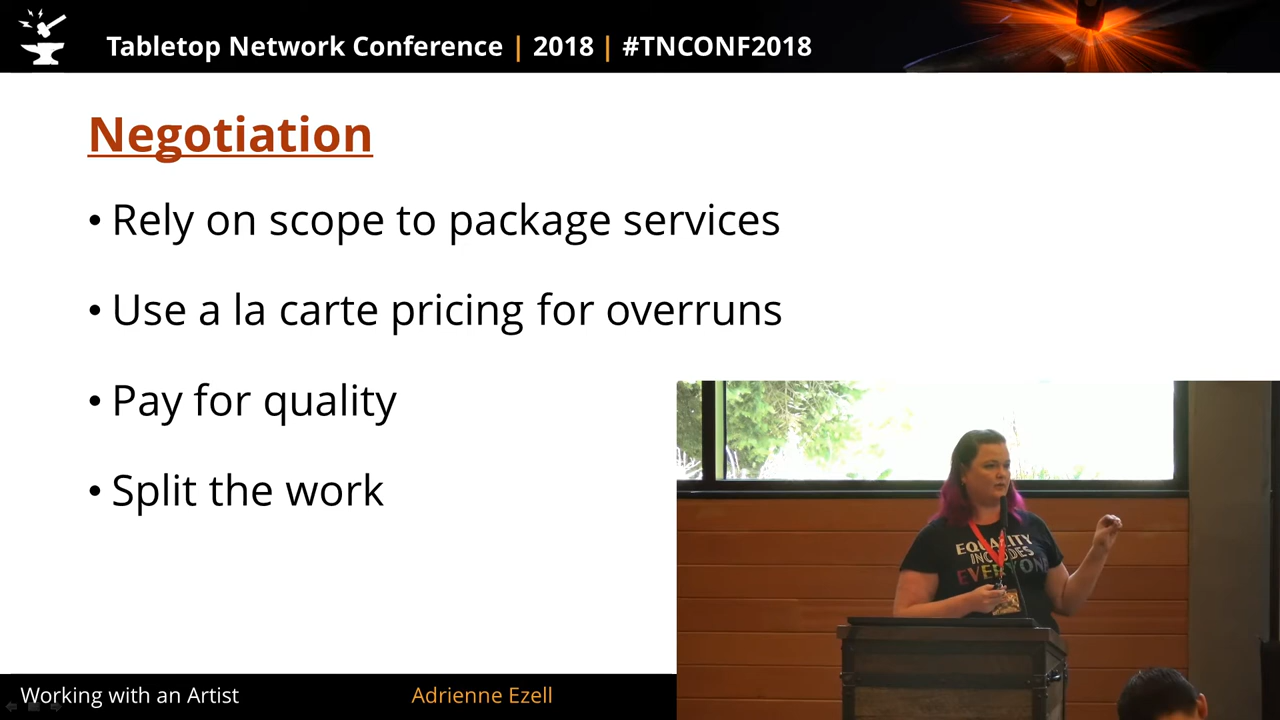 Tabletop Network Conference | 2018 | #TNCONF2018
Negotiation
• Rely on scope to package services
• Use a la carte pricing for overruns
• Pay for quality
• Split the work
EQUALITY
INCLUDES
EVERYONE
Working with an Artist
Adrienne Ezell